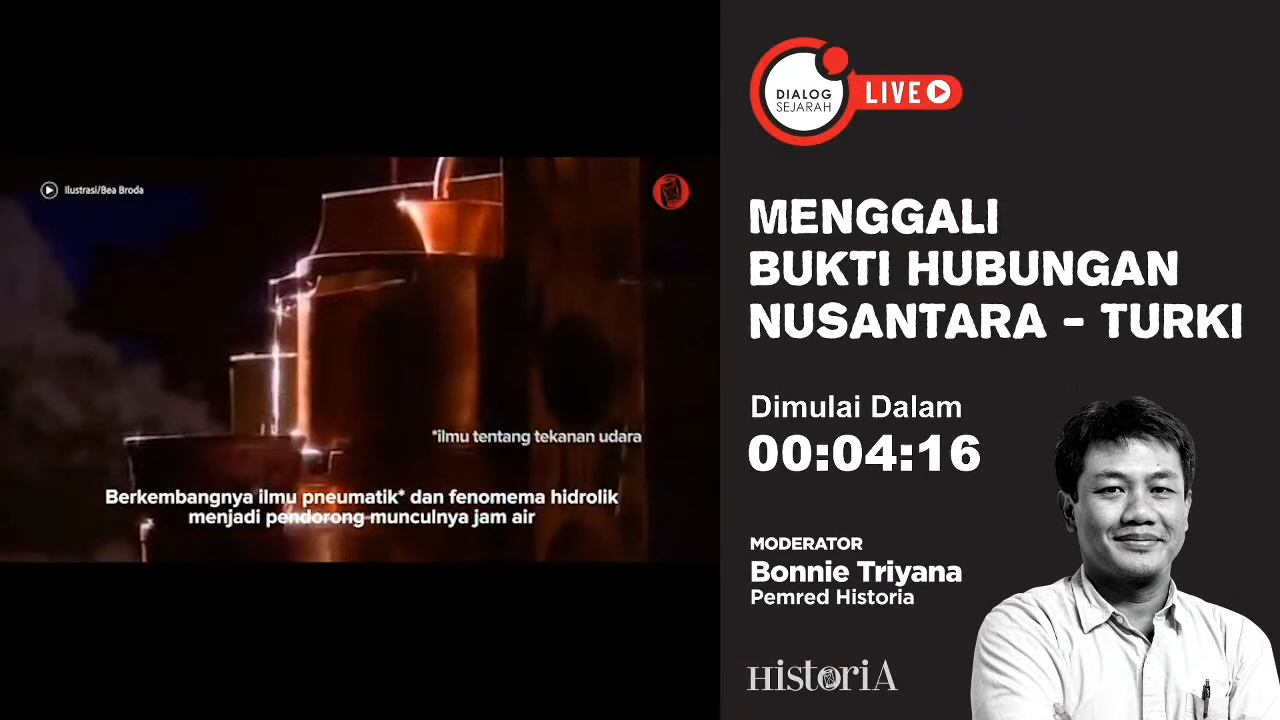 Ilustrasi/Bea Broda
*ilmu tentang tekanan udara
Berkembangnya ilmu pneumatik* dan fenomema hidrolik
menjadi pendorong munculnya jam air
DIALOG
SEJARAH
LIVE
MENGGALI
BUKTI HUBUNGAN
NUSANTARA - TURKI
Dimulai Dalam
00:04:16
MODERATOR
Bonnie Triyana
Pemred Historia
HistoriA